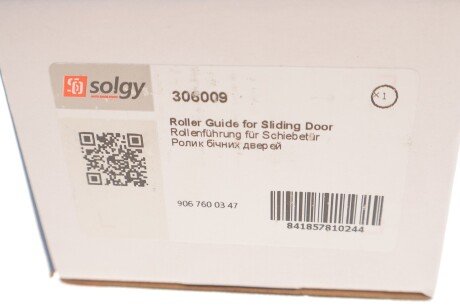 solgy
306009
x1
Roller Guide for Sliding Door
Rollenführung für Schiebetür
Ролик бічних дверей
906 760 03 47
841857810244